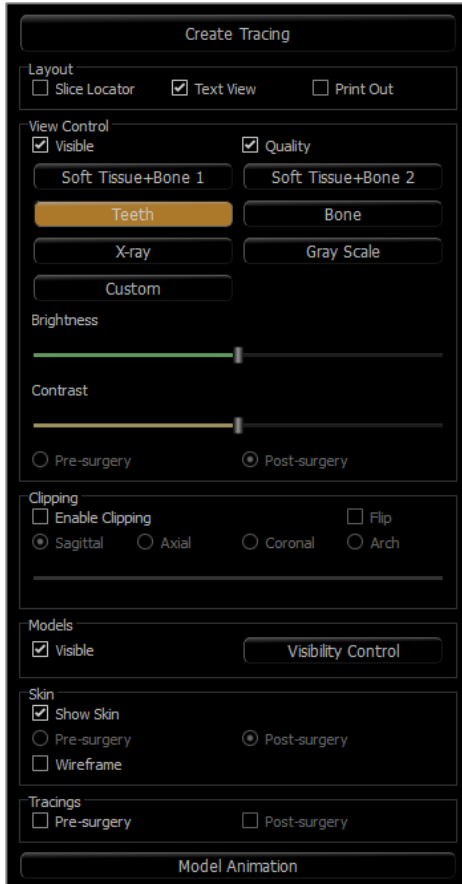 Create Tracing
Layout
Slice Locator Text View Print Out
View Control
Visible Quality
Soft Tissue+Bone 1 Soft Tissue+Bone 2
Teeth Bone
X-ray Gray Scale
Custom
Brightness
Contrast
Pre-surgery Post-surgery
Clipping
Enable Clipping Flip
Sagittal Axial Coronal Arch
Models
Visible Visibility Control
Skin
Show Skin
Pre-surgery Post-surgery
Wireframe
Tracings
Pre-surgery Post-surgery
Model Animation